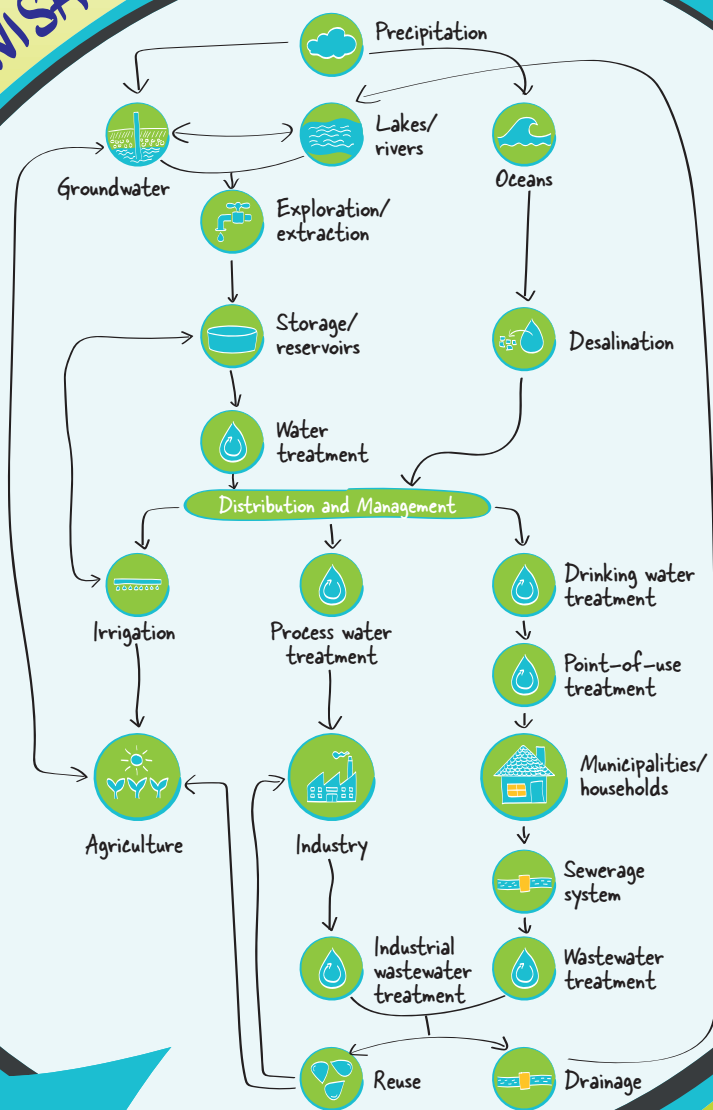 Precipitation
Lakes/
rivers
Groundwater
Oceans
Exploration/
extraction
Storage/
reservoirs
Desalination
Water
treatment
Distribution and Management
Irrigation
Process water
treatment
Drinking water
treatment
Point-of-use
treatment
Municipalities/
households
Agriculture
Industry
Sewerage
system
Industrial
wastewater
treatment
Wastewater
treatment
Reuse
Drainage